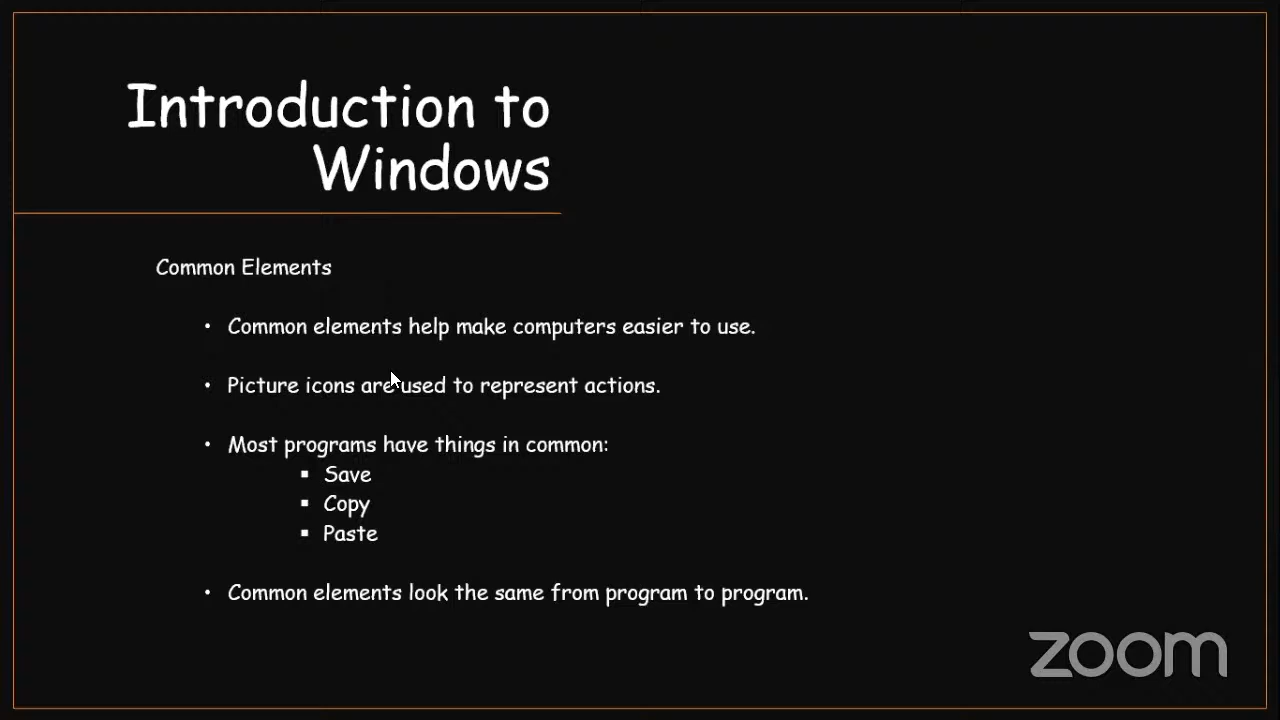 Introduction to
Windows
Common Elements
• Common elements help make computers easier to use.
• Picture icons are used to represent actions.
• Most programs have things in common:
▪ Save
▪ Copy
▪ Paste
• Common elements look the same from program to program.
zoom